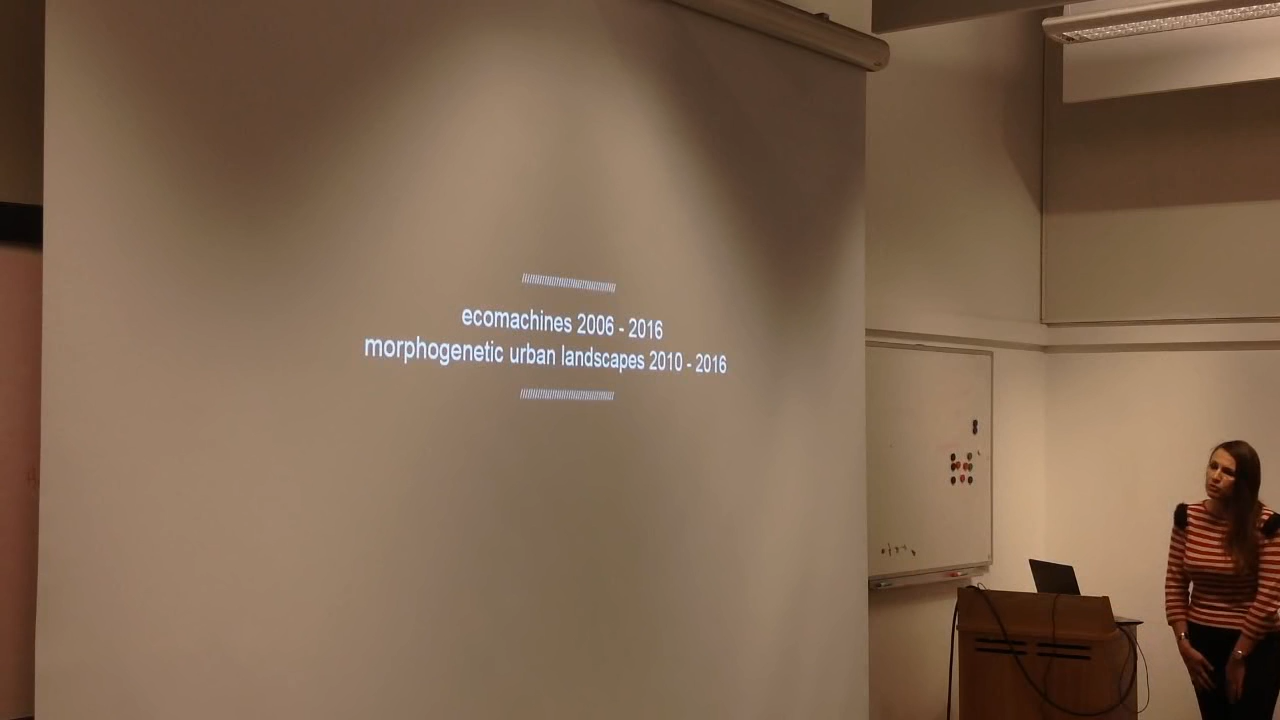 ecomachines 2006 - 2016
morphogenetic urban landscapes 2010 - 2016